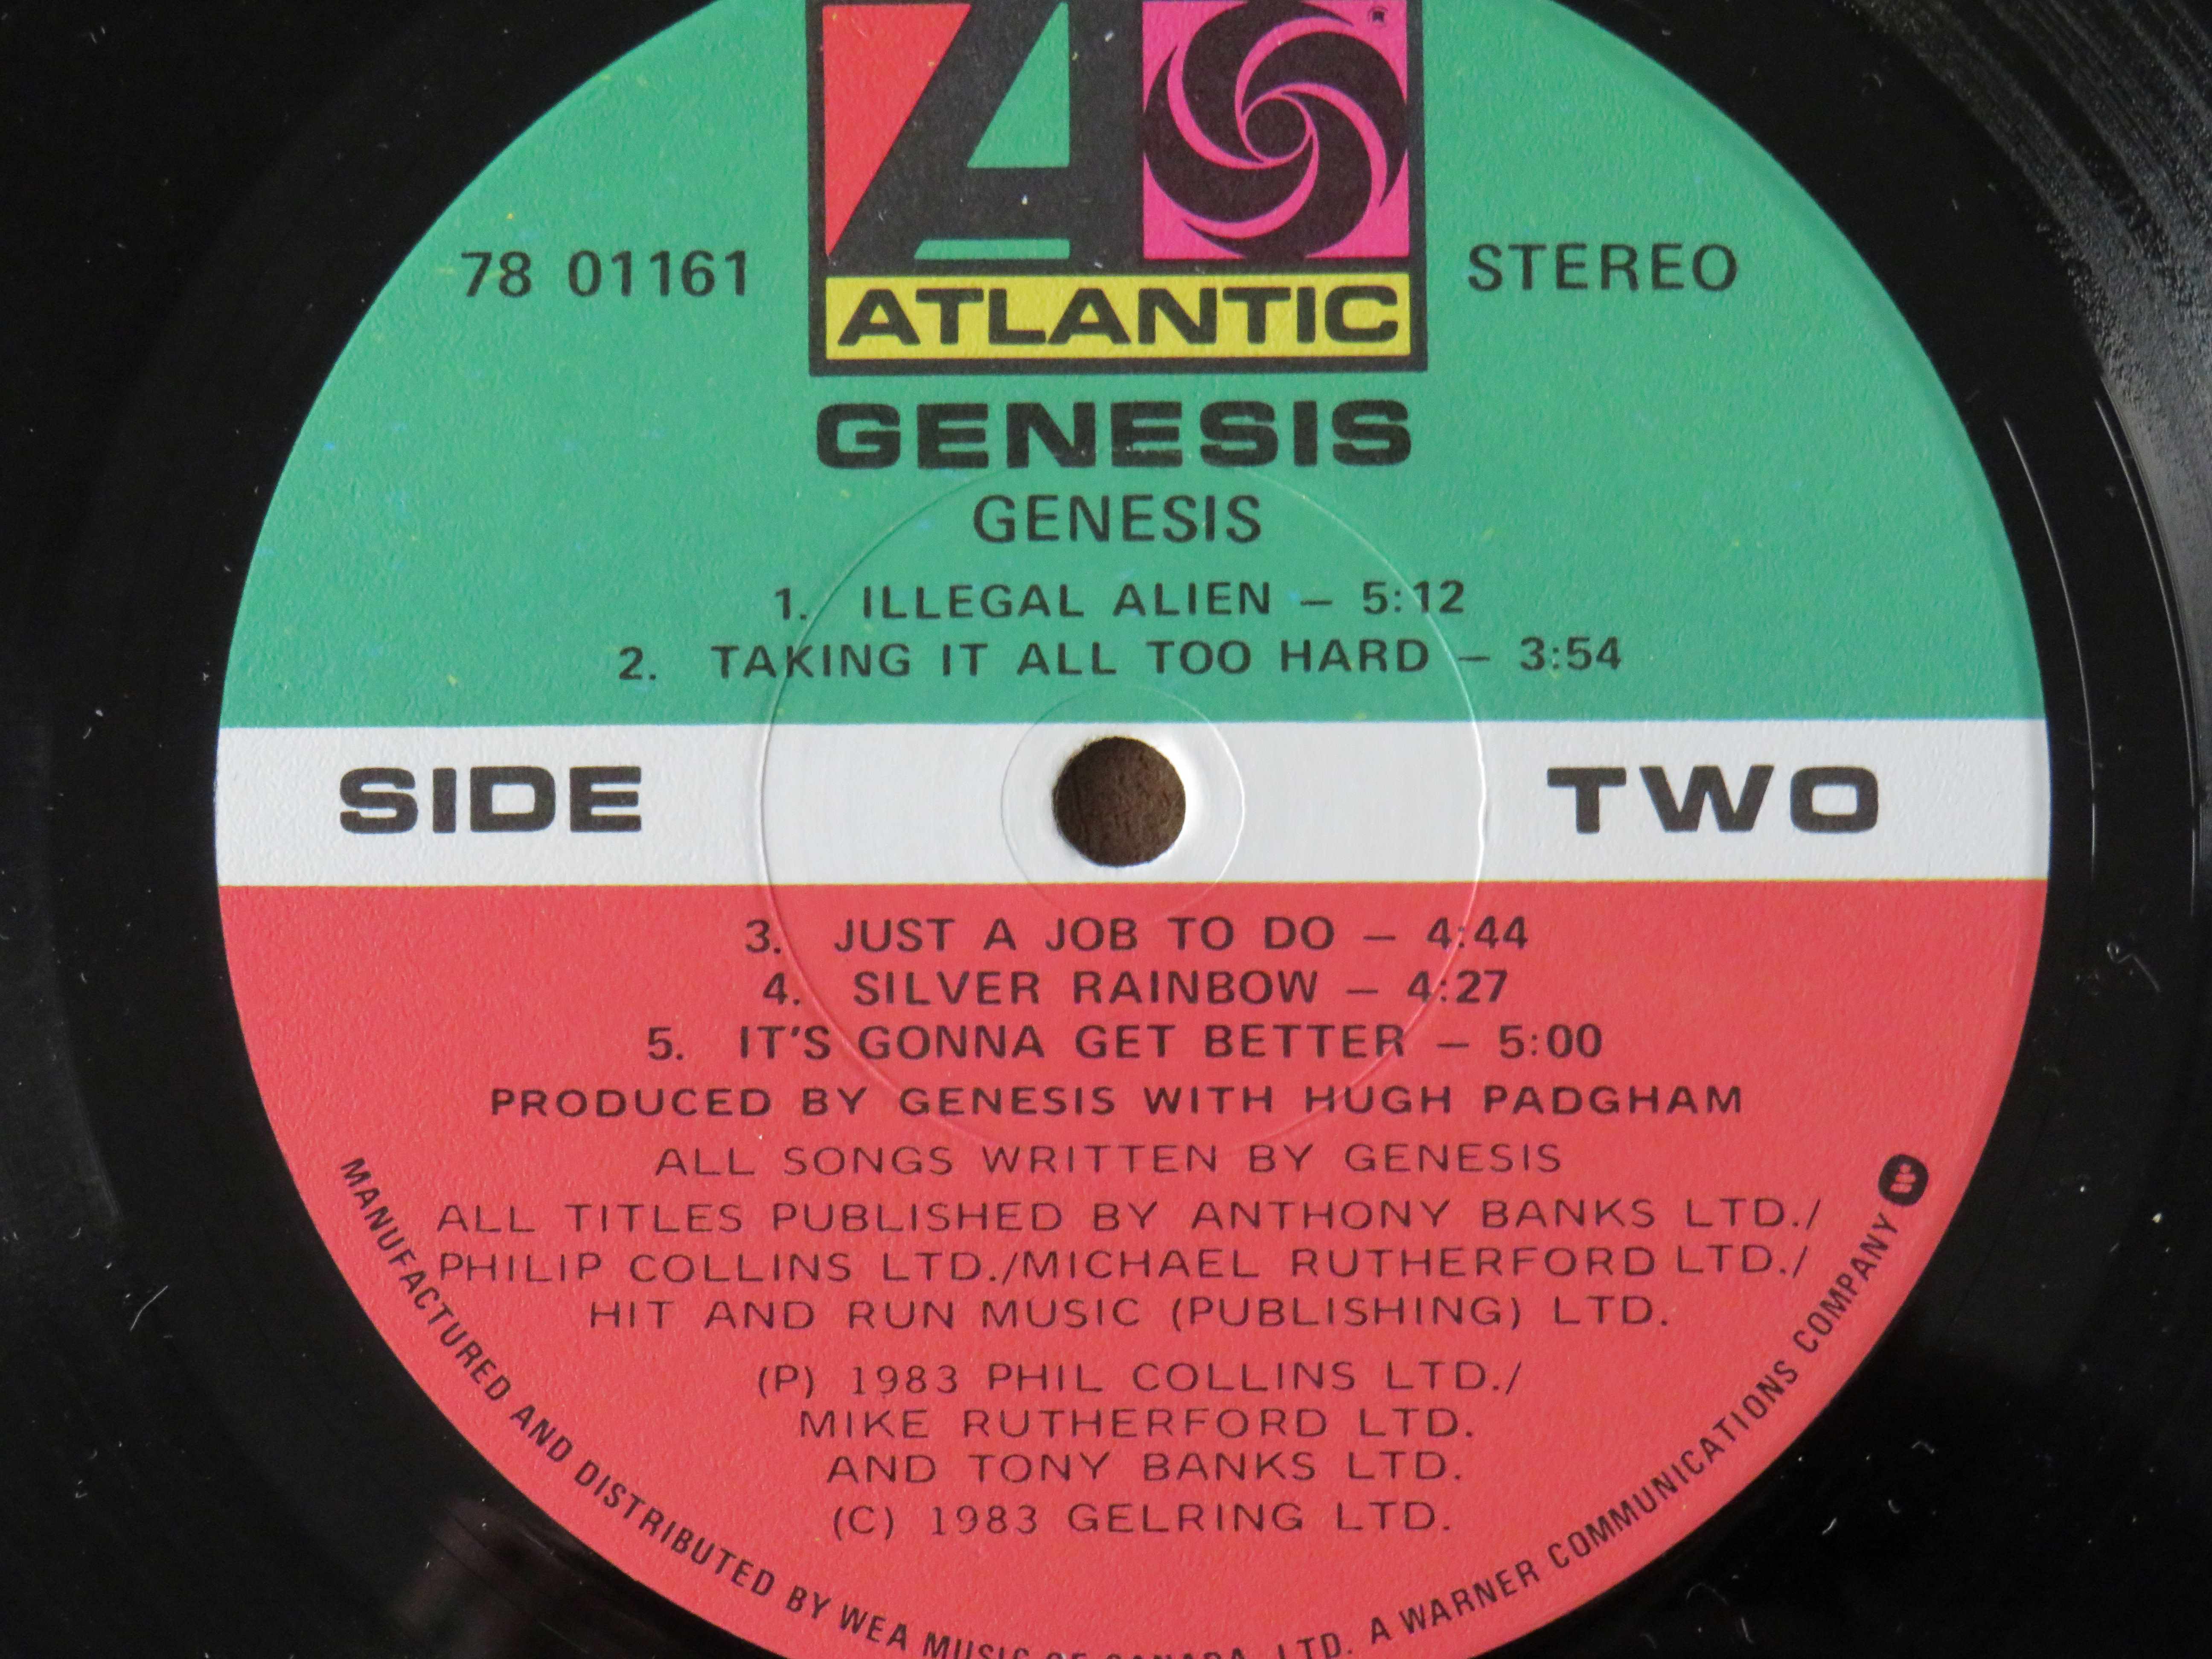 78 01161
ATLANTIC
®
STEREO
GENESIS
GENESIS
1. ILLEGAL ALIEN – 5:12
2. TAKING IT ALL TOO HARD – 3:54
SIDE TWO
3. JUST A JOB TO DO – 4:44
4. SILVER RAINBOW – 4:27
5. IT'S GONNA GET BETTER – 5:00
PRODUCED BY GENESIS WITH HUGH PADGHAM
ALL SONGS WRITTEN BY GENESIS
ALL TITLES PUBLISHED BY ANTHONY BANKS LTD./
PHILIP COLLINS LTD./MICHAEL RUTHERFORD LTD./
HIT AND RUN MUSIC (PUBLISHING) LTD.
(P) 1983 PHIL COLLINS LTD./
MIKE RUTHERFORD LTD.
AND TONY BANKS LTD.
(C) 1983 GELRING LTD.
MANUFACTURED AND DISTRIBUTED BY WEA MUSIC OF CANADA, LTD. A WARNER COMMUNICATIONS COMPANY